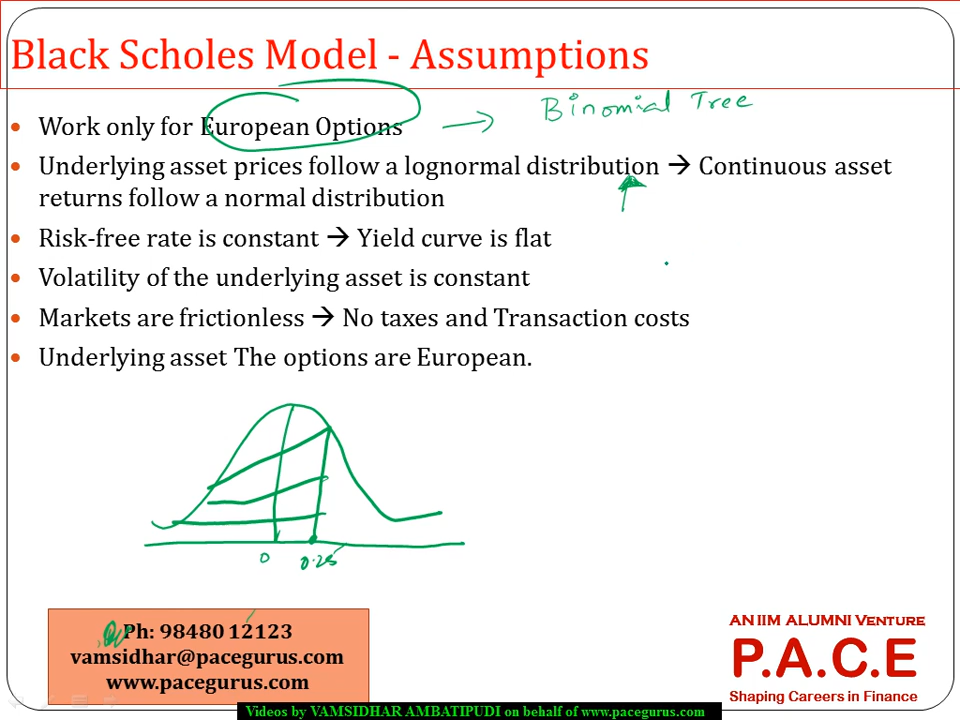 Black Scholes Model - Assumptions
Work only for European Options
Binomial Tree
Underlying asset prices follow a lognormal distribution → Continuous asset
returns follow a normal distribution
Risk-free rate is constant → Yield curve is flat
Volatility of the underlying asset is constant
Markets are frictionless → No taxes and Transaction costs
Underlying asset The options are European.
0
0.25
Ph: 98480 12123
vamsidhar@pacegurus.com
www.pacegurus.com
AN IIM ALUMNI VENTURE
P.A.C.E
Shaping Careers in Finance
Videos by VAMSIDHAR AMBATIPUDI on behalf of www.pacegurus.com